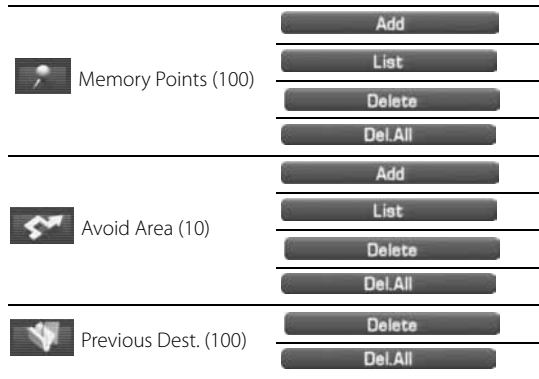 Add
Memory Points (100)
List
Delete
Del.All
Add
Avoid Area (10)
List
Delete
Del.All
Previous Dest. (100)
Delete
Del.All